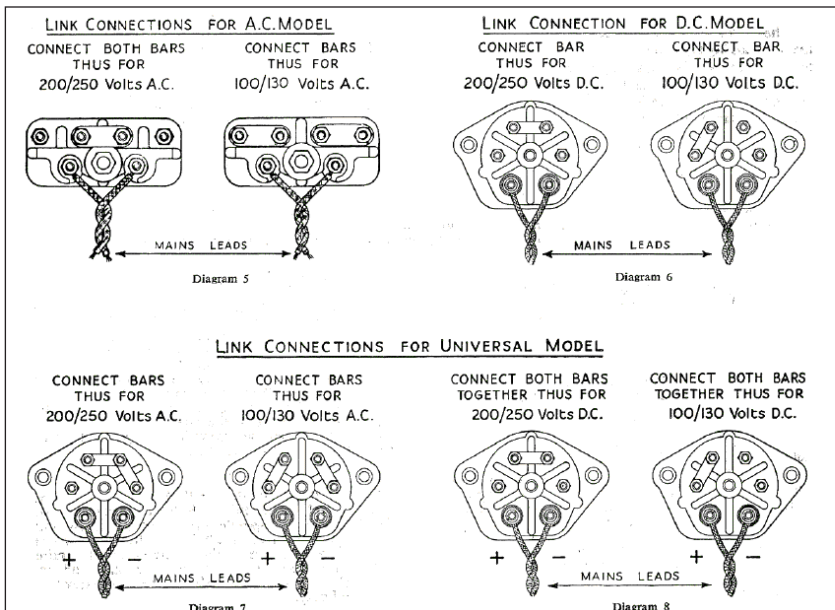 LINK CONNECTIONS FOR A.C. MODEL
CONNECT BOTH BARS
THUS FOR
200/250 Volts A.C.
CONNECT BARS
THUS FOR
100/130 Volts A.C.
MAINS LEADS
Diagram 5
LINK CONNECTION FOR D.C. MODEL
CONNECT BAR
THUS FOR
200/250 Volts D.C.
CONNECT BAR
THUS FOR
100/130 Volts D.C.
MAINS LEADS
Diagram 6
LINK CONNECTIONS FOR UNIVERSAL MODEL
CONNECT BARS
THUS FOR
200/250 Volts A.C.
CONNECT BARS
THUS FOR
100/130 Volts A.C.
+ −
+ −
MAINS LEADS
Diagram 7
CONNECT BOTH BARS
TOGETHER THUS FOR
200/250 Volts D.C.
CONNECT BOTH BARS
TOGETHER THUS FOR
100/130 Volts D.C.
+ −
+ −
MAINS LEADS
Diagram 8